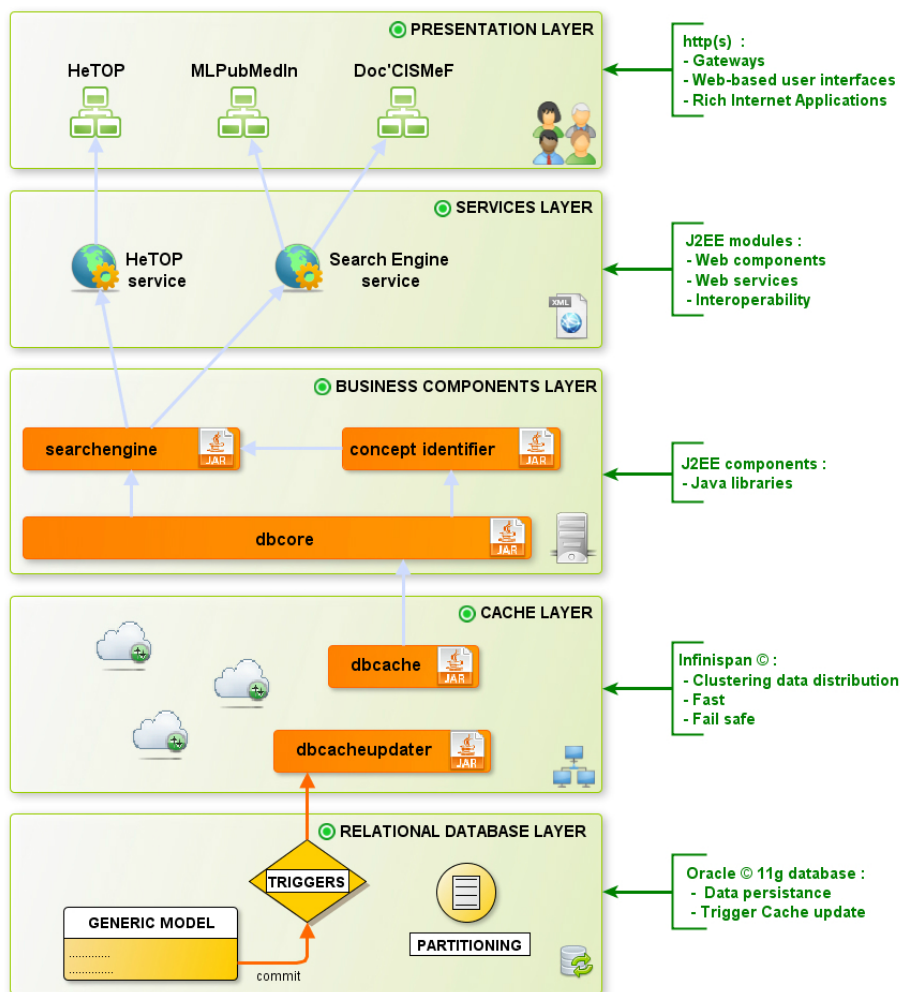 PRESENTATION LAYER
HeTOP
MLPubMedIn
Doc'CISMeF
http(s) :
- Gateways
- Web-based user interfaces
- Rich Internet Applications
SERVICES LAYER
HeTOP
service
Search Engine
service
XML
J2EE modules :
- Web components
- Web services
- Interoperability
BUSINESS COMPONENTS LAYER
searchengine
JAR
concept identifier
JAR
dbcore
JAR
J2EE components :
- Java libraries
CACHE LAYER
dbcache
JAR
dbcacheupdater
JAR
Infinispan © :
- Clustering data distribution
- Fast
- Fail safe
RELATIONAL DATABASE LAYER
TRIGGERS
GENERIC MODEL
.............
..............
commit
PARTITIONING
Oracle © 11g database :
- Data persistance
- Trigger Cache update